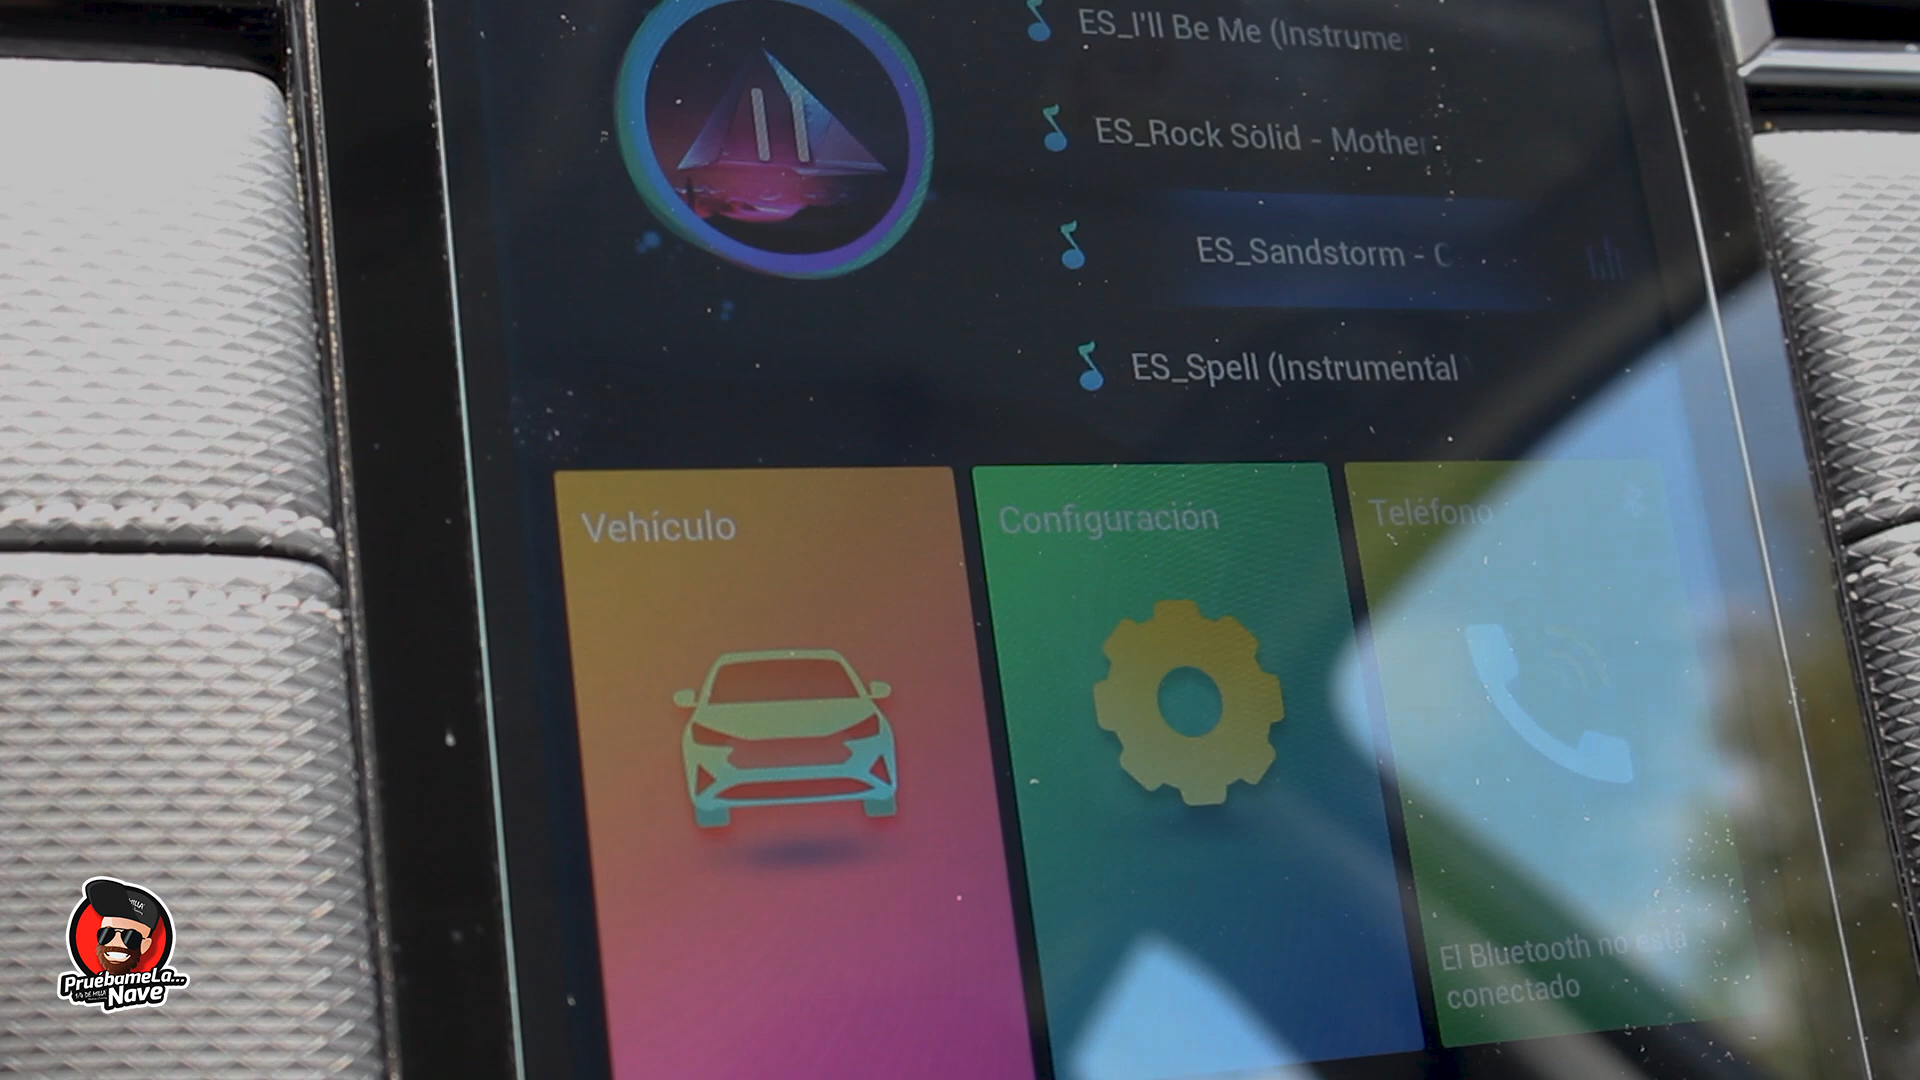 ES_I'll Be Me (Instrume
ES_Rock Solid - Mother
ES_Sandstorm - C
ES_Spell (Instrumental
Vehículo
Configuración
Teléfono
El Bluetooth no está
conectado
PruébameLa...
Nave